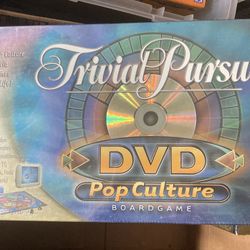 Trivial Pursu
DVD
Pop Culture
BOARDGAME